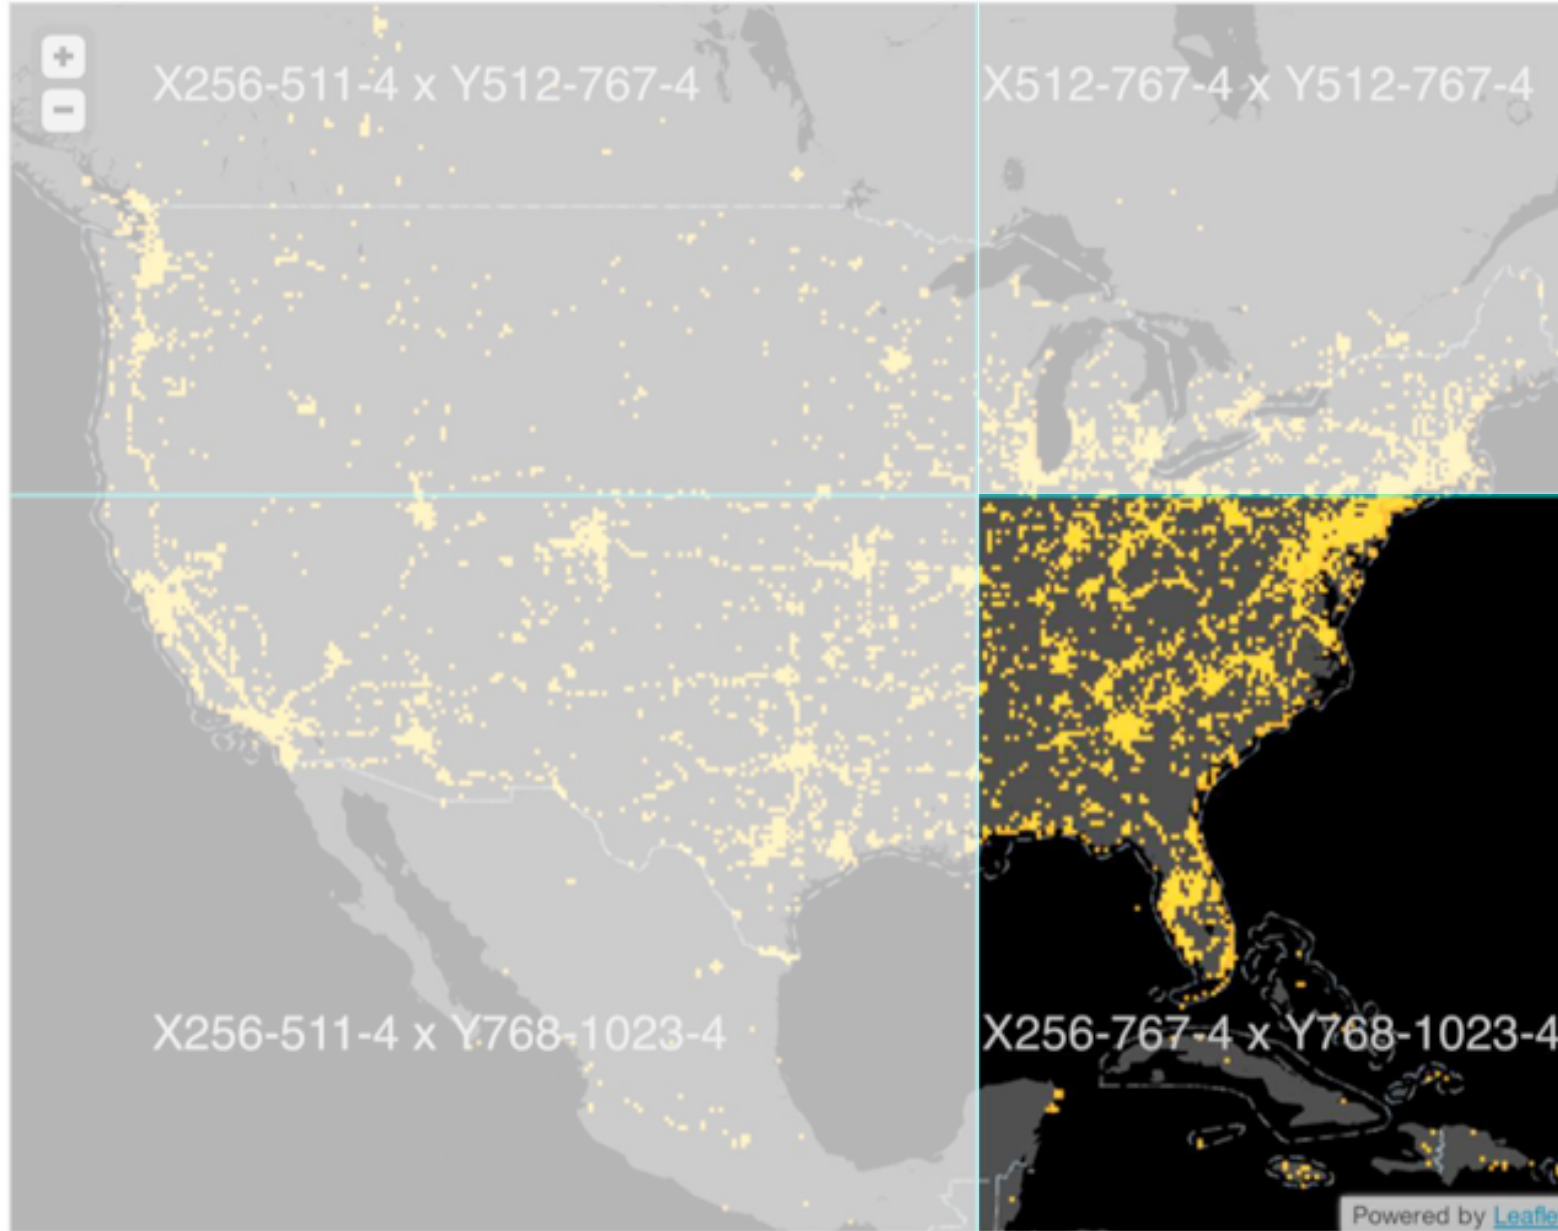 +
X256-511-4 x Y512-767-4
X512-767-4 x Y512-767-4
−
X256-511-4 x Y768-1023-4
X256-767-4 x Y768-1023-4
Powered by Leafle